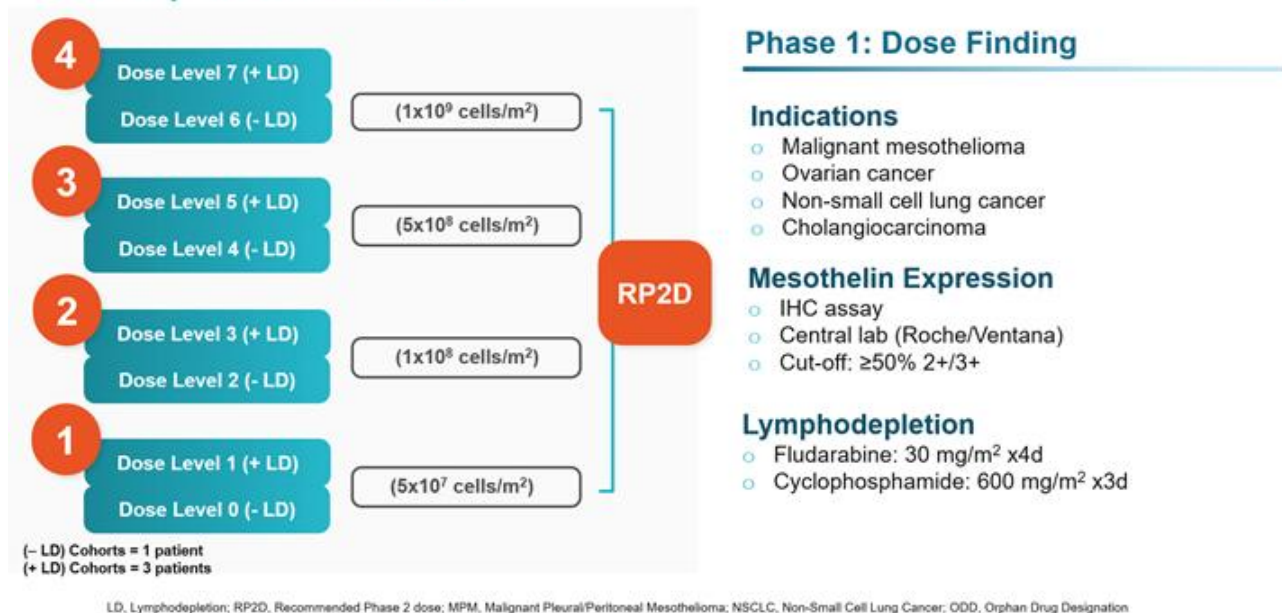 4
Dose Level 7 (+ LD)
Dose Level 6 (- LD)
(1x10⁹ cells/m²)
3
Dose Level 5 (+ LD)
Dose Level 4 (- LD)
(5x10⁸ cells/m²)
2
Dose Level 3 (+ LD)
Dose Level 2 (- LD)
(1x10⁸ cells/m²)
1
Dose Level 1 (+ LD)
Dose Level 0 (- LD)
(5x10⁷ cells/m²)
RP2D
(– LD) Cohorts = 1 patient
(+ LD) Cohorts = 3 patients
Phase 1: Dose Finding
Indications
o Malignant mesothelioma
o Ovarian cancer
o Non-small cell lung cancer
o Cholangiocarcinoma
Mesothelin Expression
o IHC assay
o Central lab (Roche/Ventana)
o Cut-off: ≥50% 2+/3+
Lymphodepletion
o Fludarabine: 30 mg/m² x4d
o Cyclophosphamide: 600 mg/m² x3d
LD, Lymphodepletion; RP2D, Recommended Phase 2 dose; MPM, Malignant Pleural/Peritoneal Mesothelioma; NSCLC, Non-Small Cell Lung Cancer; ODD, Orphan Drug Designation